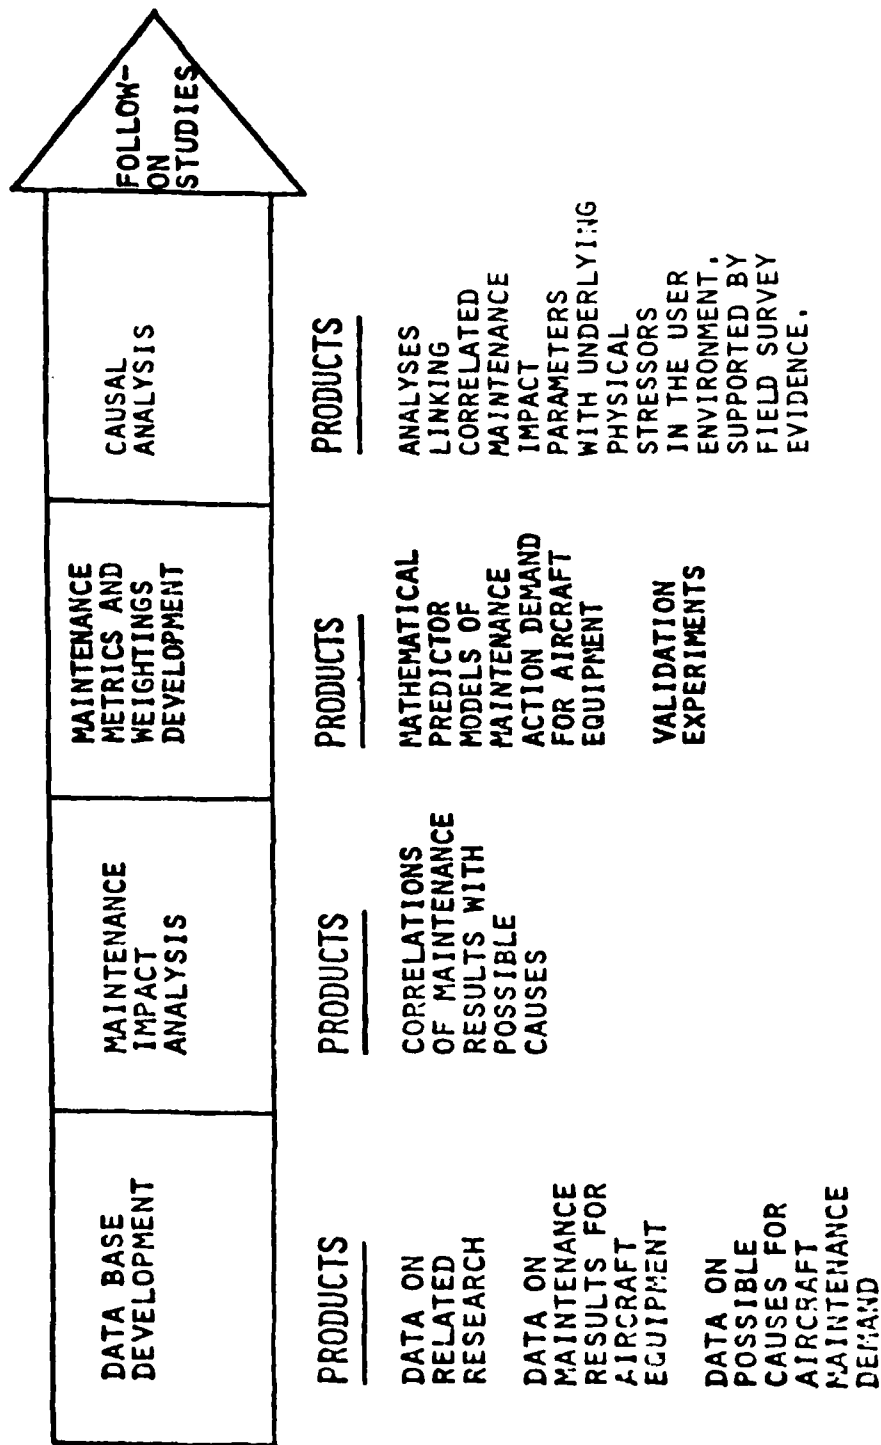 DATA BASE
DEVELOPMENT
MAINTENANCE
IMPACT
ANALYSIS
MAINTENANCE
METRICS AND
WEIGHTINGS
DEVELOPMENT
CAUSAL
ANALYSIS
FOLLOW-
ON
STUDIES
PRODUCTS
DATA ON
RELATED
RESEARCH
DATA ON
MAINTENANCE
RESULTS FOR
AIRCRAFT
EQUIPMENT
DATA ON
POSSIBLE
CAUSES FOR
AIRCRAFT
MAINTENANCE
DEMAND
PRODUCTS
CORRELATIONS
OF MAINTENANCE
RESULTS WITH
POSSIBLE
CAUSES
PRODUCTS
MATHEMATICAL
PREDICTOR
MODELS OF
MAINTENANCE
ACTION DEMAND
FOR AIRCRAFT
EQUIPMENT
VALIDATION
EXPERIMENTS
PRODUCTS
ANALYSES
LINKING
CORRELATED
MAINTENANCE
IMPACT
PARAMETERS
WITH UNDERLYING
PHYSICAL
STRESSORS
IN THE USER
ENVIRONMENT,
SUPPORTED BY
FIELD SURVEY
EVIDENCE.